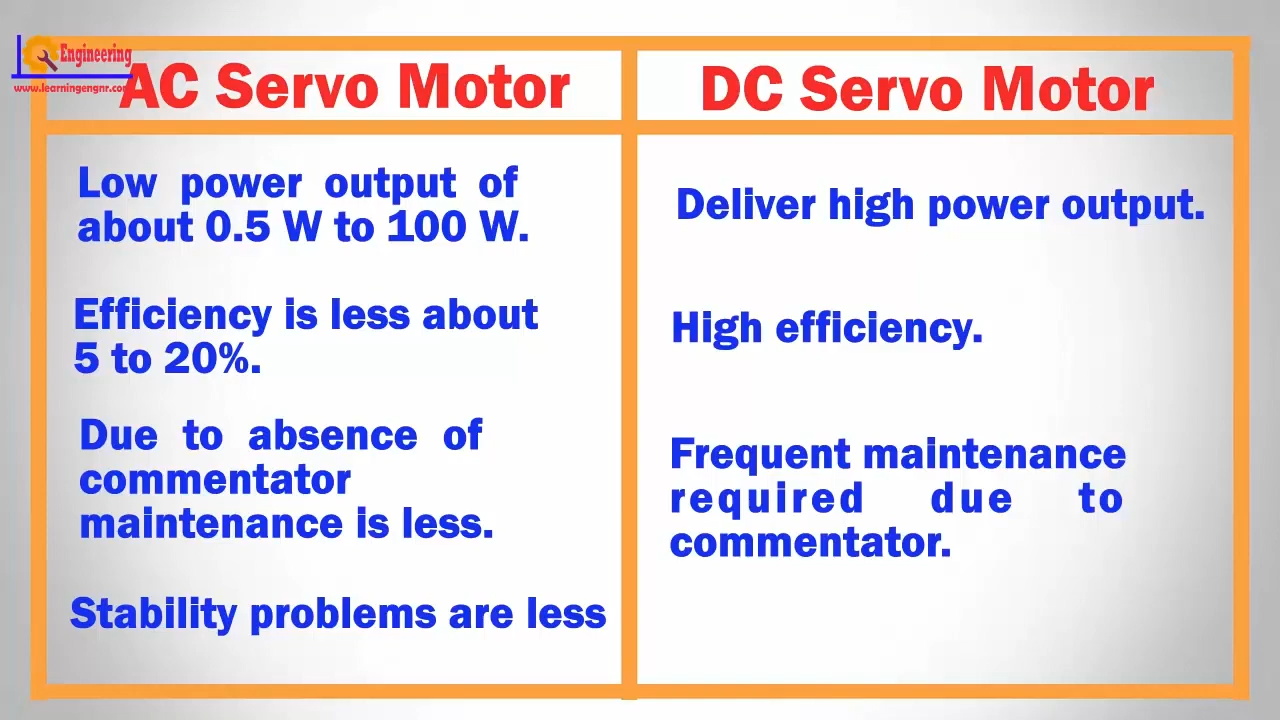 Engineering
www.learningengnr.com
AC Servo Motor
DC Servo Motor
Low power output of
about 0.5 W to 100 W.
Deliver high power output.
Efficiency is less about
5 to 20%.
High efficiency.
Due to absence of
commentator
maintenance is less.
Frequent maintenance
required due to
commentator.
Stability problems are less